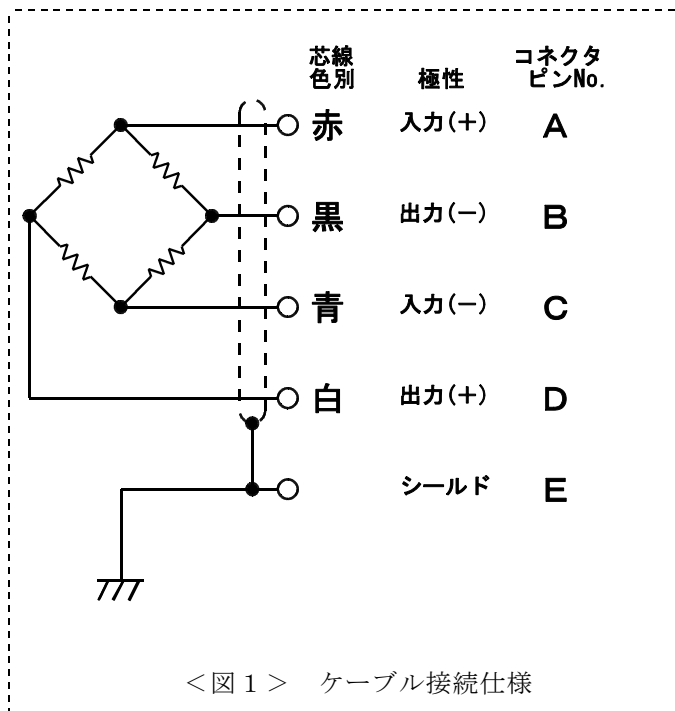 芯線
色別
極性
コネクタ
ピンNo.
赤 入力(+) A
黒 出力(−) B
青 入力(−) C
白 出力(+) D
シールド E
<図1> ケーブル接続仕様